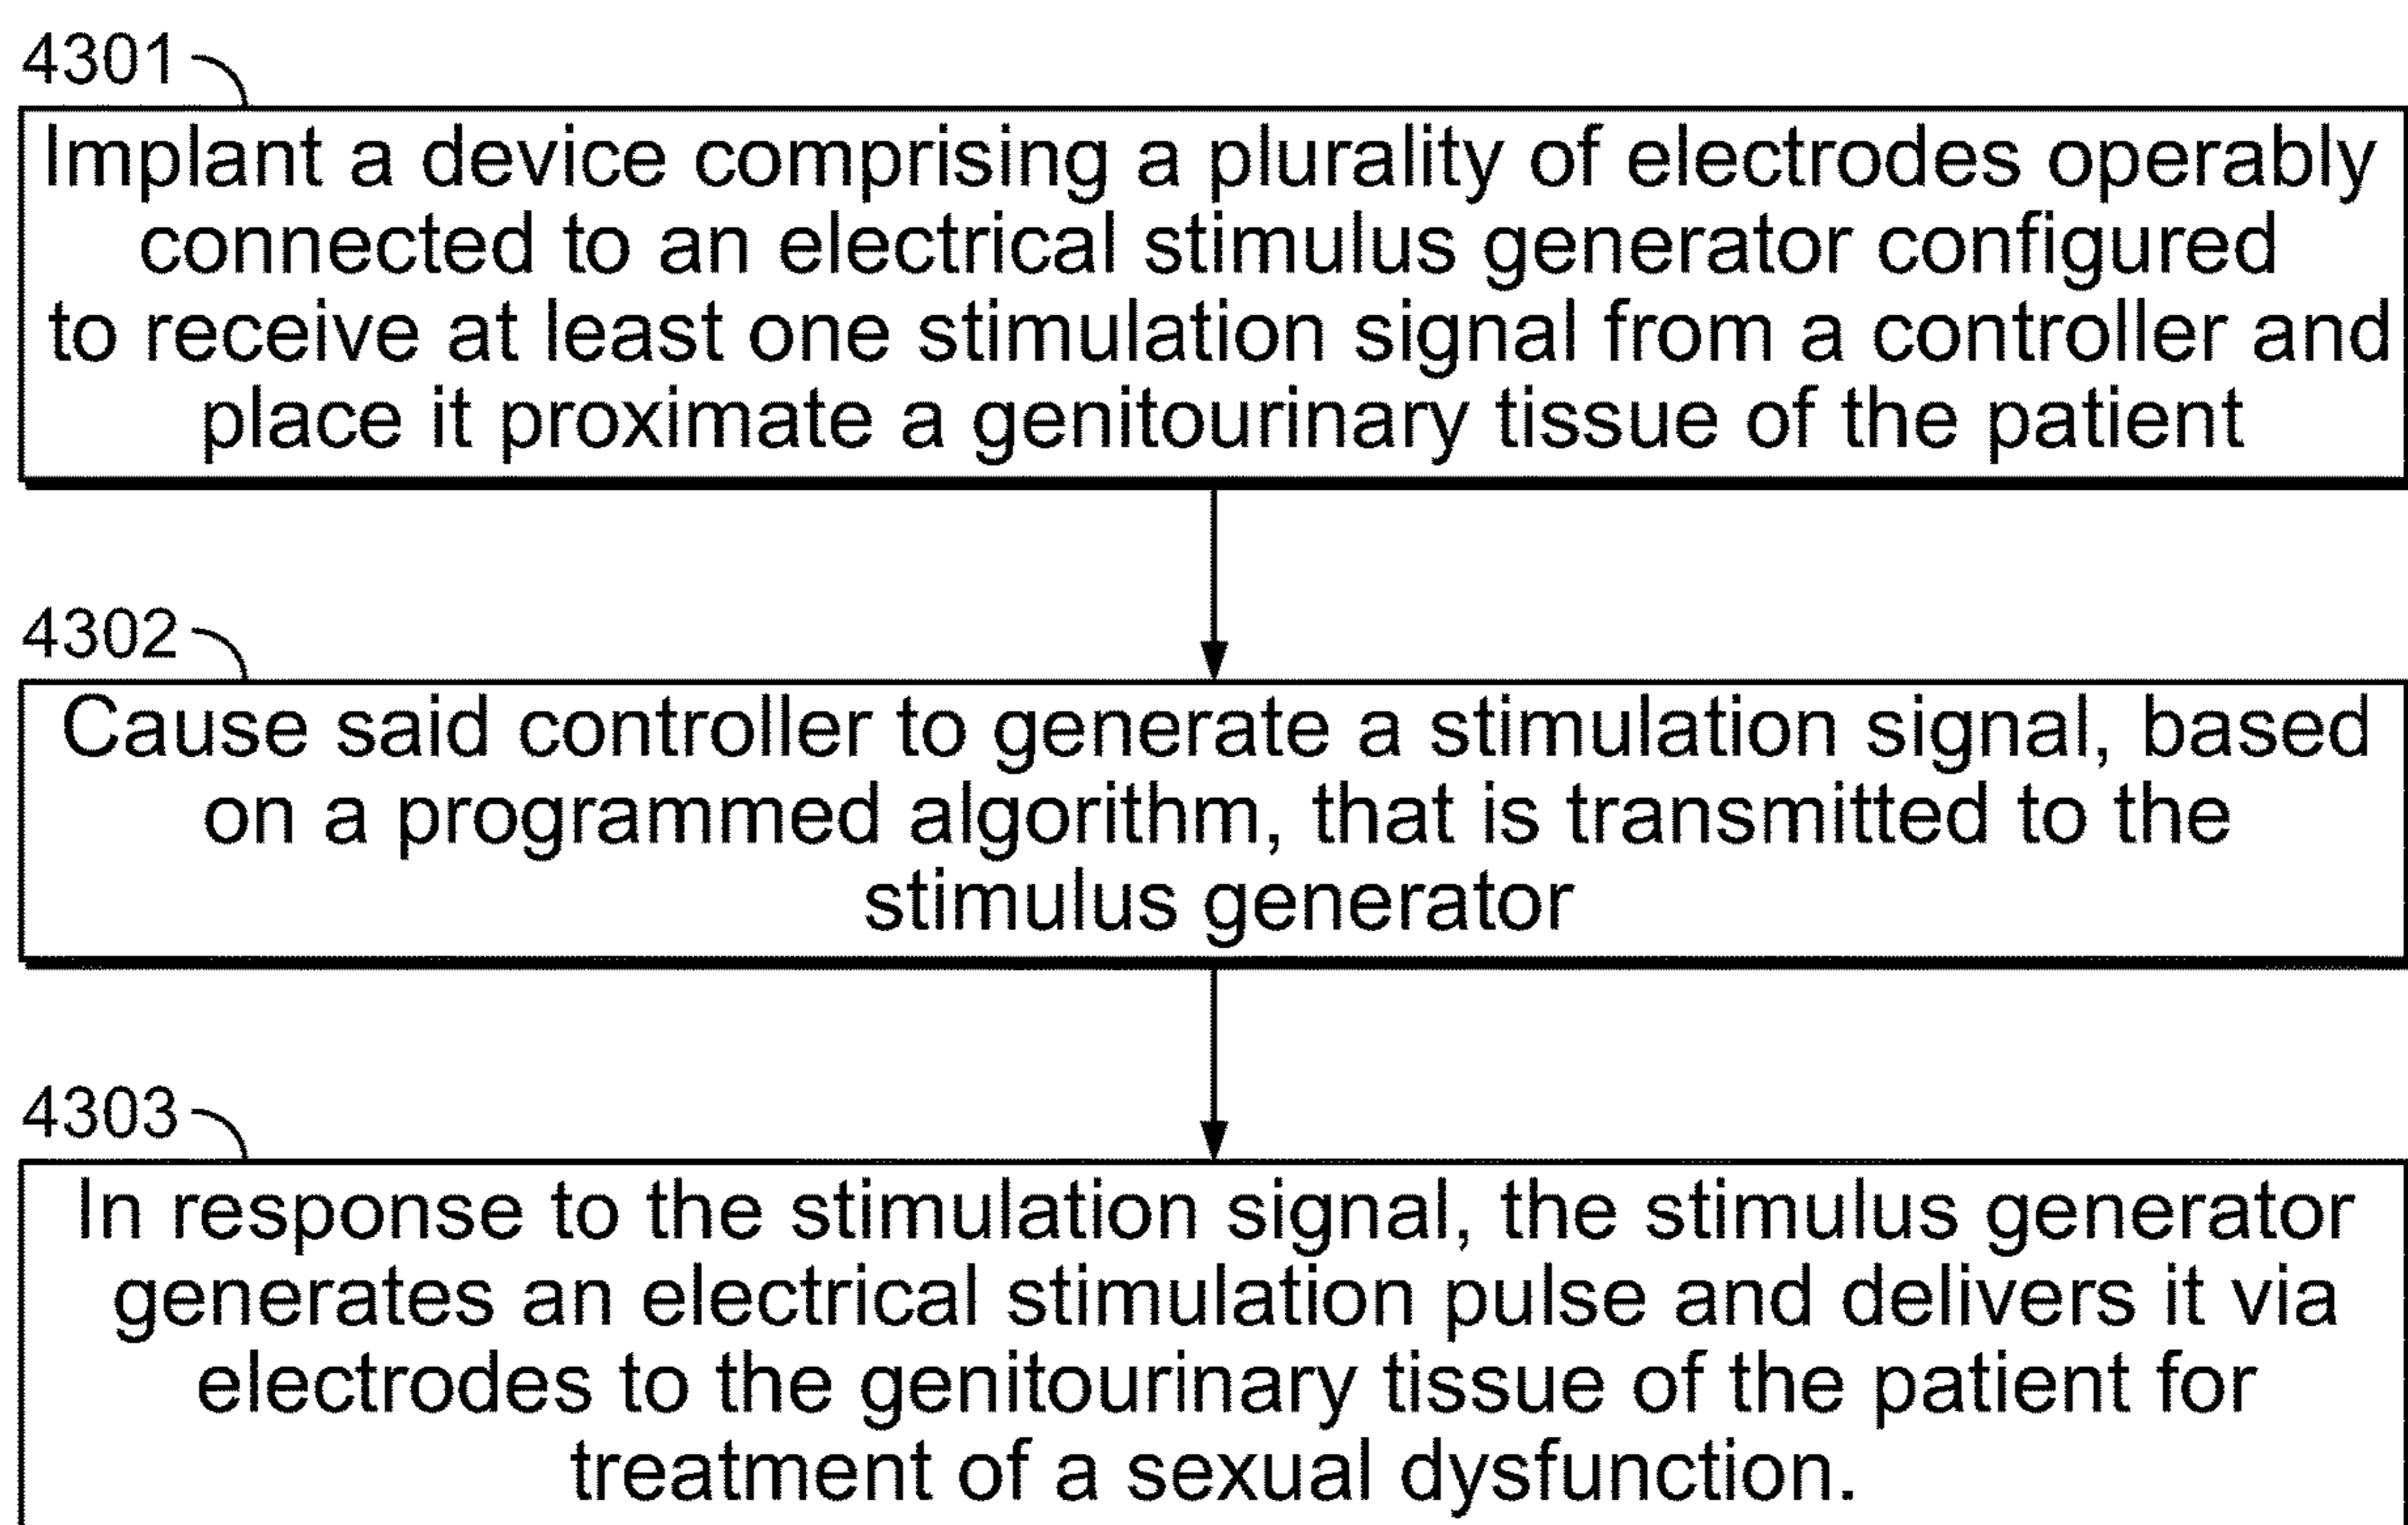 4301
Implant a device comprising a plurality of electrodes operably
connected to an electrical stimulus generator configured
to receive at least one stimulation signal from a controller and
place it proximate a genitourinary tissue of the patient
4302
Cause said controller to generate a stimulation signal, based
on a programmed algorithm, that is transmitted to the
stimulus generator
4303
In response to the stimulation signal, the stimulus generator
generates an electrical stimulation pulse and delivers it via
electrodes to the genitourinary tissue of the patient for
treatment of a sexual dysfunction.